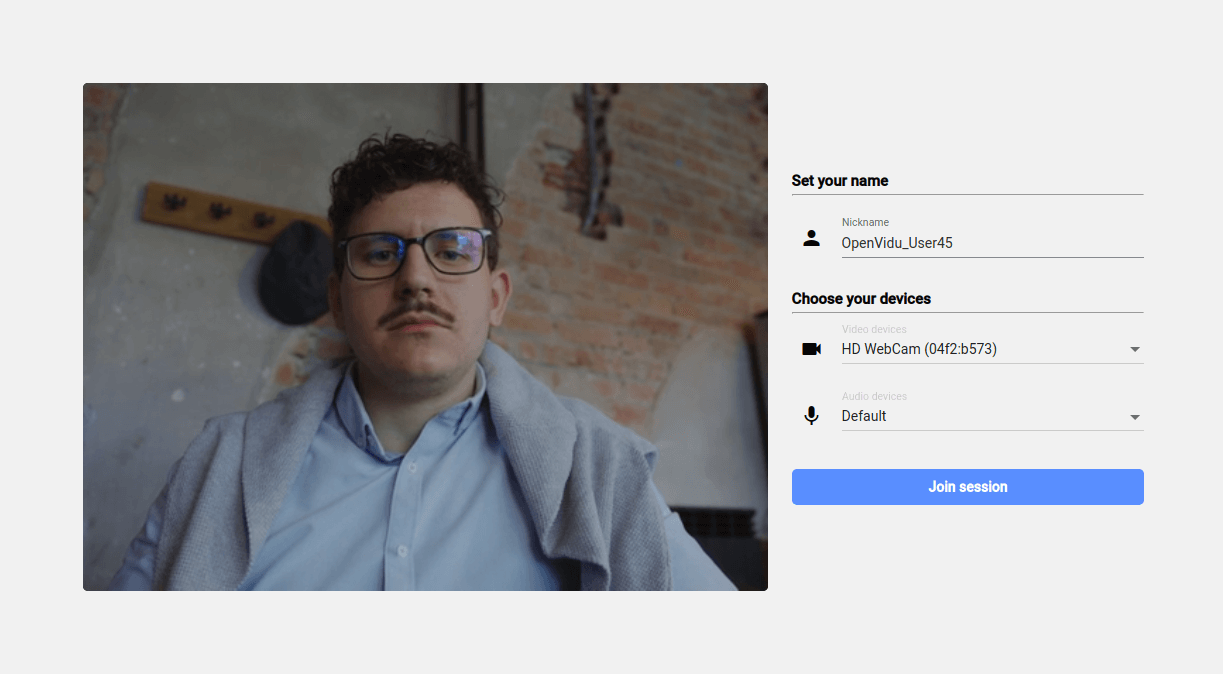 Set your name
Nickname
OpenVidu_User45
Choose your devices
Video devices
HD WebCam (04f2:b573)
Audio devices
Default
Join session